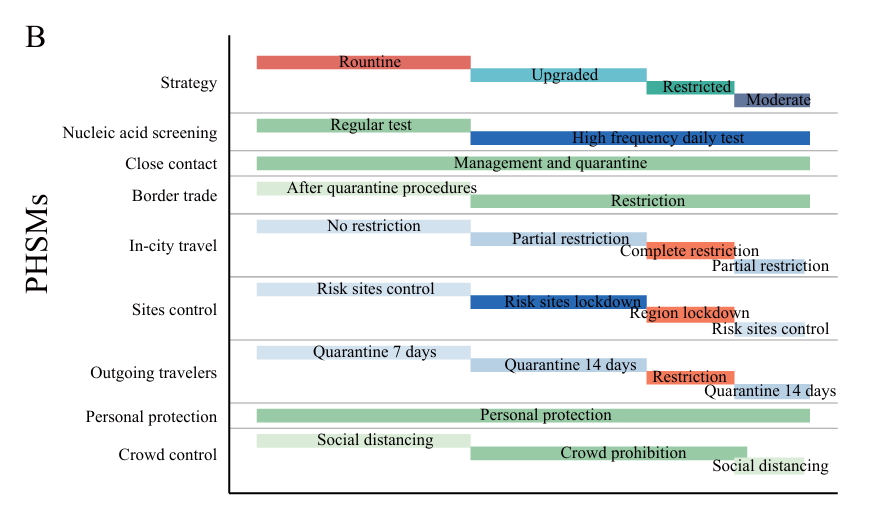 B
PHSMs
Strategy
Rountine
Upgraded
Restricted
Moderate
Nucleic acid screening
Regular test
High frequency daily test
Close contact
Management and quarantine
Border trade
After quarantine procedures
Restriction
In-city travel
No restriction
Partial restriction
Complete restriction
Partial restriction
Sites control
Risk sites control
Risk sites lockdown
Region lockdown
Risk sites control
Outgoing travelers
Quarantine 7 days
Quarantine 14 days
Restriction
Quarantine 14 days
Personal protection
Personal protection
Crowd control
Social distancing
Crowd prohibition
Social distancing